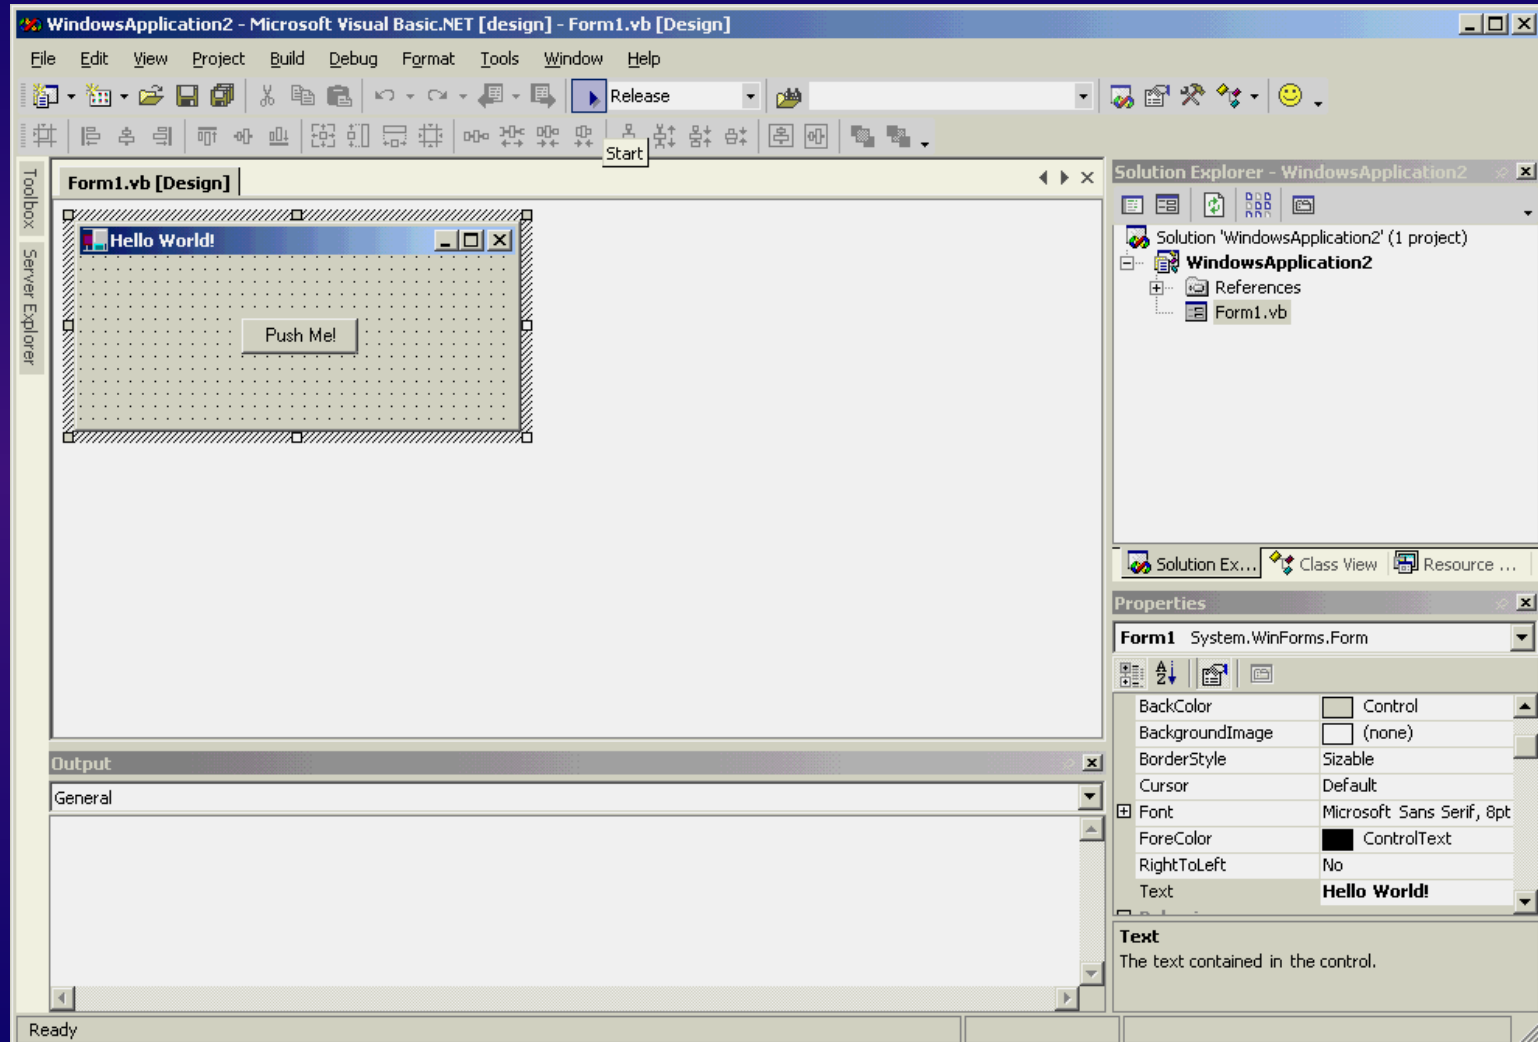 WindowsApplication2 - Microsoft Visual Basic.NET [design] - Form1.vb [Design]
File Edit View Project Build Debug Format Tools Window Help
Release
Start
Toolbox
Server Explorer
Form1.vb [Design]
Hello World!
Push Me!
Output
General
Solution Explorer - WindowsApplication2
Solution 'WindowsApplication2' (1 project)
WindowsApplication2
References
Form1.vb
Solution Ex... Class View Resource ...
Properties
Form1 System.WinForms.Form
BackColor Control
BackgroundImage (none)
BorderStyle Sizable
Cursor Default
Font Microsoft Sans Serif, 8pt
ForeColor ControlText
RightToLeft No
Text Hello World!
Text
The text contained in the control.
Ready